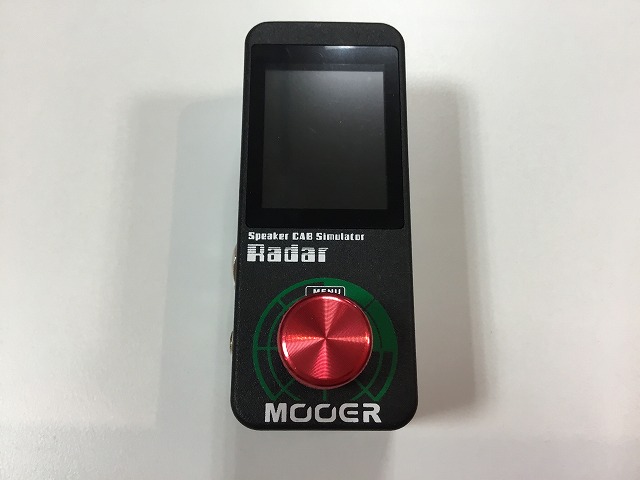 Speaker CAB Simulator
Radar
MENU
MOOER